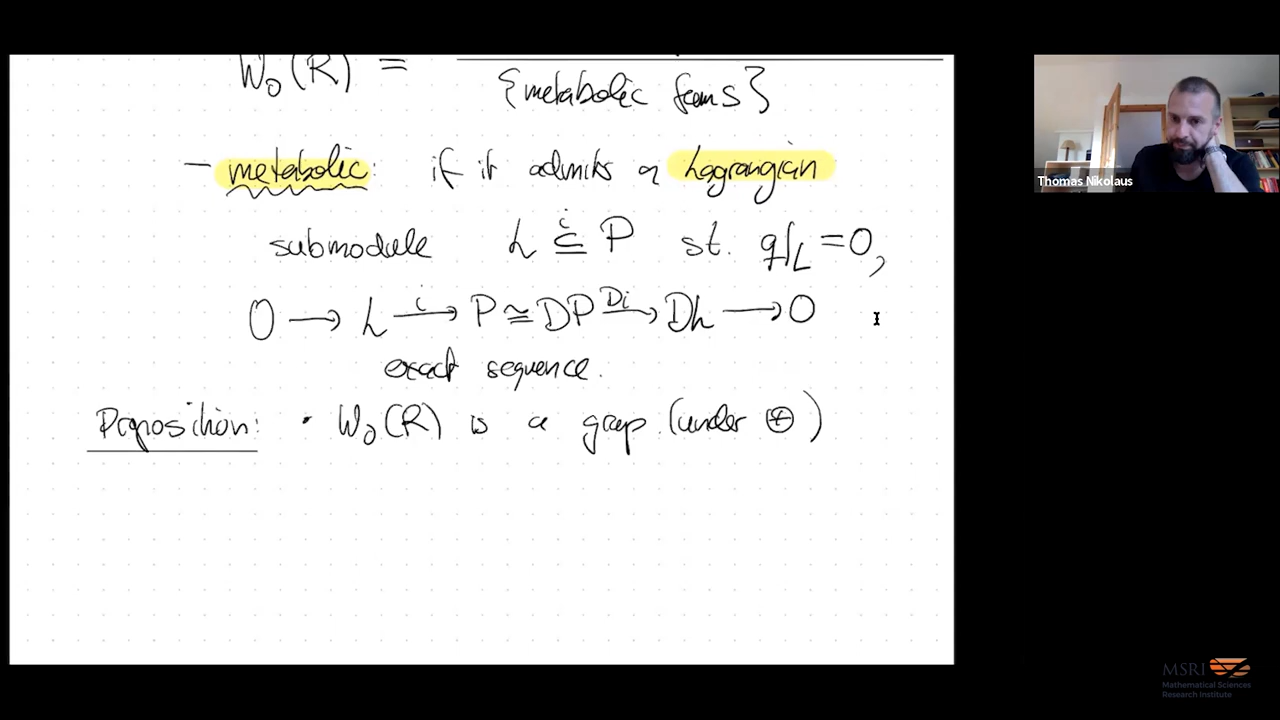 W₀(R) =
{metabolic forms}
– metabolic: if it admits a Lagrangian
submodule L ⊆ⁱ P st. q|_L = 0,
0 → L –i→ P ≅ DP –Di→ DL → 0
exact sequence.
Proposition: • W₀(R) is a group (under ⊕)
Thomas Nikolaus
MSRI
Mathematical Sciences
Research Institute